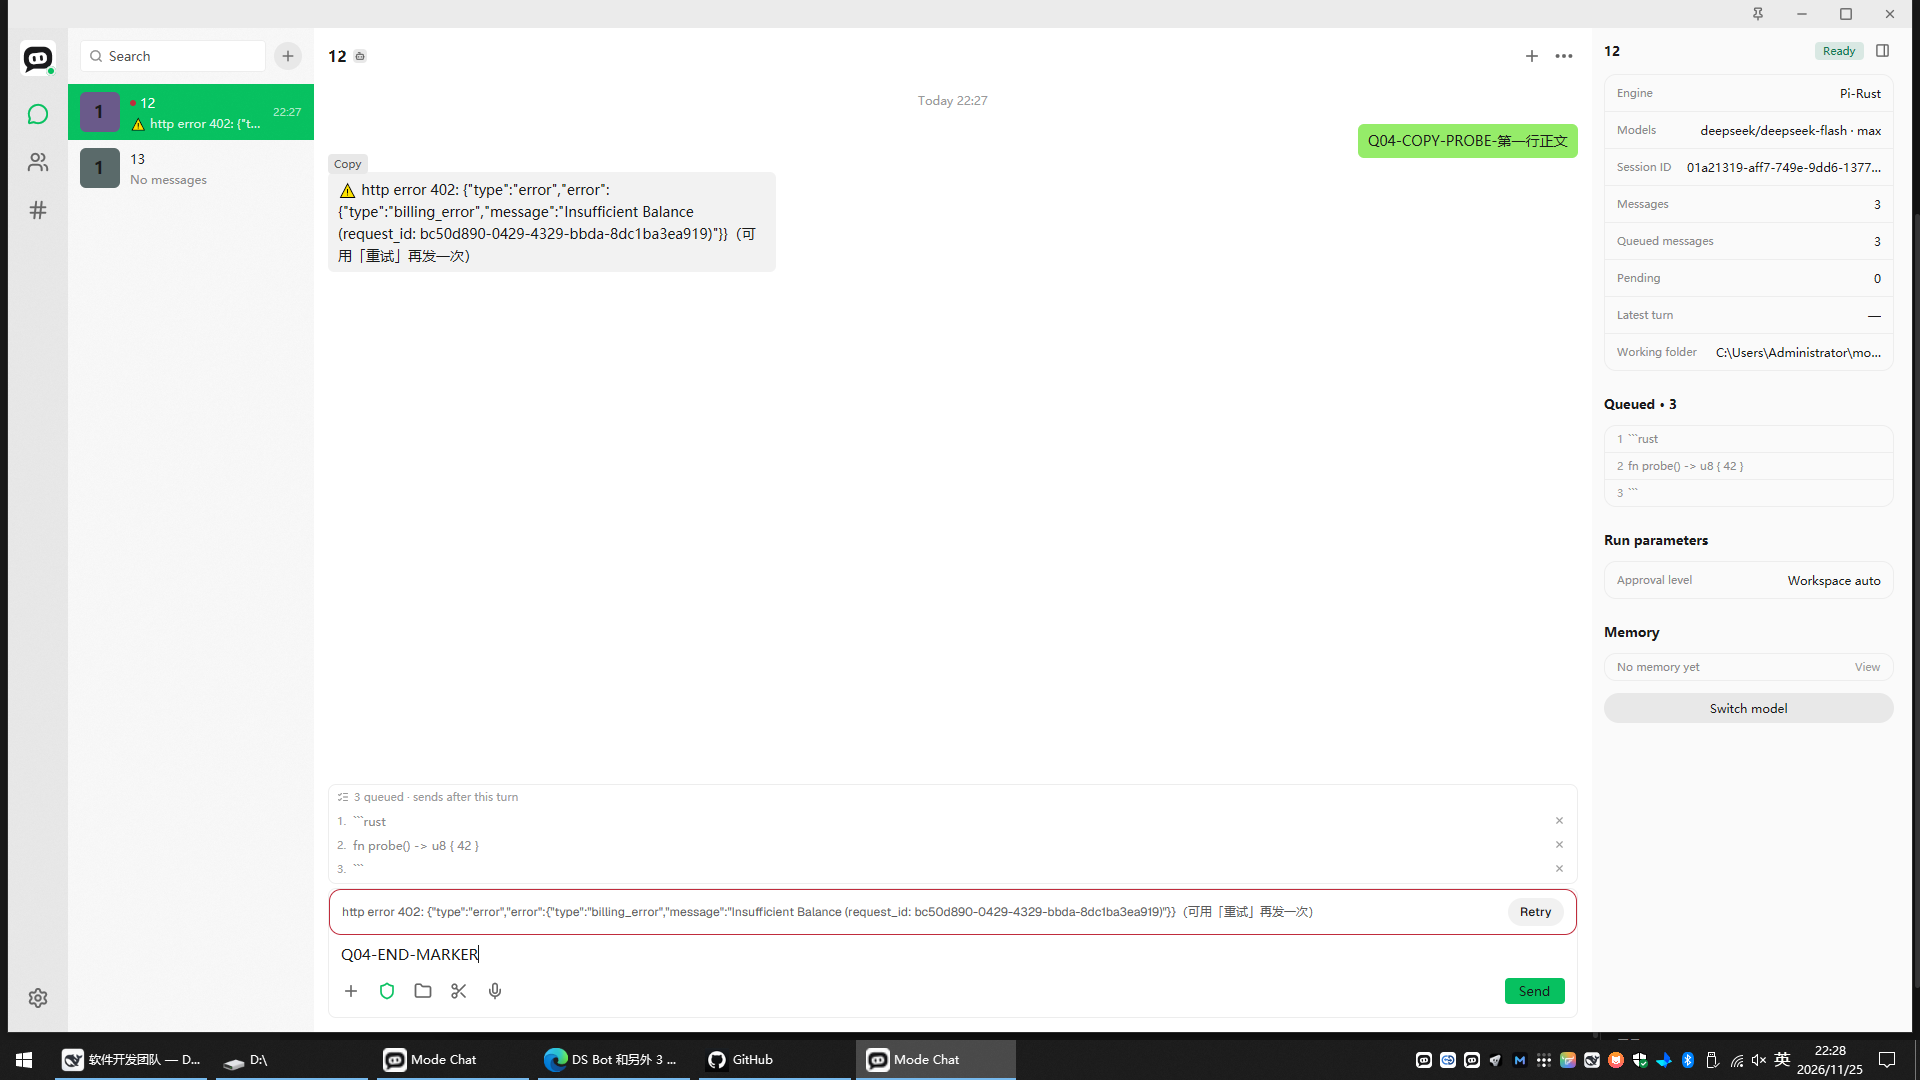 Search
12
22:27
http error 402: {"t...
13
No messages
1
1
12
Today 22:27
Q04-COPY-PROBE-第一行正文
Copy
http error 402: {"type":"error","error":
{"type":"billing_error","message":"Insufficient Balance
(request_id: bc50d890-0429-4329-bbda-8dc1ba3ea919)"}}（可
用「重试」再发一次）
3 queued · sends after this turn
1. ```rust
2. fn probe() -> u8 { 42 }
3. ```
http error 402: {"type":"error","error":{"type":"billing_error","message":"Insufficient Balance (request_id: bc50d890-0429-4329-bbda-8dc1ba3ea919)"}}（可用「重试」再发一次）
Retry
Q04-END-MARKER
Send
12
Ready
Engine Pi-Rust
Models deepseek/deepseek-flash · max
Session ID 01a21319-aff7-749e-9dd6-1377...
Messages 3
Queued messages 3
Pending 0
Latest turn —
Working folder C:\Users\Administrator\mo...
Queued • 3
1 ```rust
2 fn probe() -> u8 { 42 }
3 ```
Run parameters
Approval level Workspace auto
Memory
No memory yet View
Switch model
软件开发团队 — D...
D:\
Mode Chat
DS Bot 和另外 3 ...
GitHub
Mode Chat
英
22:28
2026/11/25